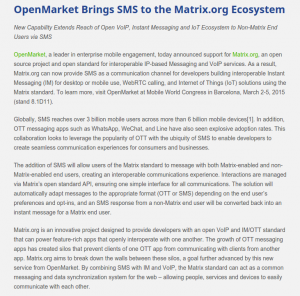 OpenMarket Brings SMS to the Matrix.org Ecosystem
New Capability Extends Reach of Open VoIP, Instant Messaging and IoT Ecosystem to Non-Matrix End
Users via SMS
OpenMarket, a leader in enterprise mobile engagement, today announced support for Matrix.org, an open
source project and open standard for interoperable IP-based Messaging and VoIP services. As a result,
Matrix.org can now provide SMS as a communication channel for developers building interoperable Instant
Messaging (IM) for desktop or mobile use, WebRTC calling, and Internet of Things (IoT) solutions using the
Matrix standard. To learn more, visit OpenMarket at Mobile World Congress in Barcelona, March 2-5, 2015
(stand 8.1D11).
Globally, SMS reaches over 3 billion mobile users across more than 6 billion mobile devices[1]. In addition,
OTT messaging apps such as WhatsApp, WeChat, and Line have also seen explosive adoption rates. This
collaboration looks to leverage the popularity of OTT with the ubiquity of SMS to enable developers to
create seamless communication experiences for consumers and businesses.
The addition of SMS will allow users of the Matrix standard to message with both Matrix-enabled and non-
Matrix-enabled end users, creating an interoperable communication experience. Interactions are managed
via Matrix's open standard API, ensuring one simple interface for all communications. The solution will
automatically adapt messages to the appropriate format (OTT or SMS) depending on the end user's
preferences and opt-ins, and an SMS response from a non-Matrix end user will be converted back into an
instant message for a Matrix end user.
Matrix.org is an innovative project designed to provide developers with an open VoIP and IM/OTT standard
that can power feature-rich apps that openly interoperate with one another. The growth of OTT messaging
apps has created silos that prevent clients of one OTT app from communicating with clients from another
app. Matrix.org aims to break down the walls between these silos, a goal further advanced by this new
service from OpenMarket. By combining SMS with IM and VoIP, the Matrix standard can act as a common
messaging and data synchronization system for the web – allowing people, services and devices to easily
communicate with each other.